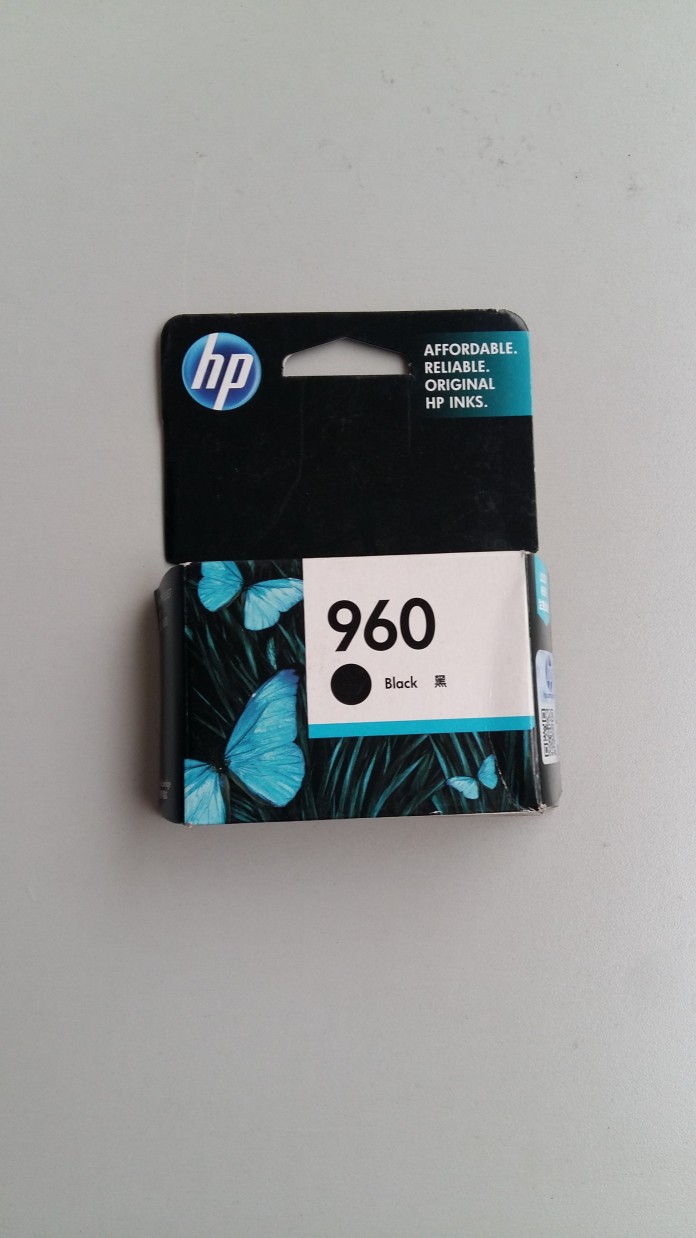 hp
AFFORDABLE.
RELIABLE.
ORIGINAL
HP INKS.
960
Black 黑